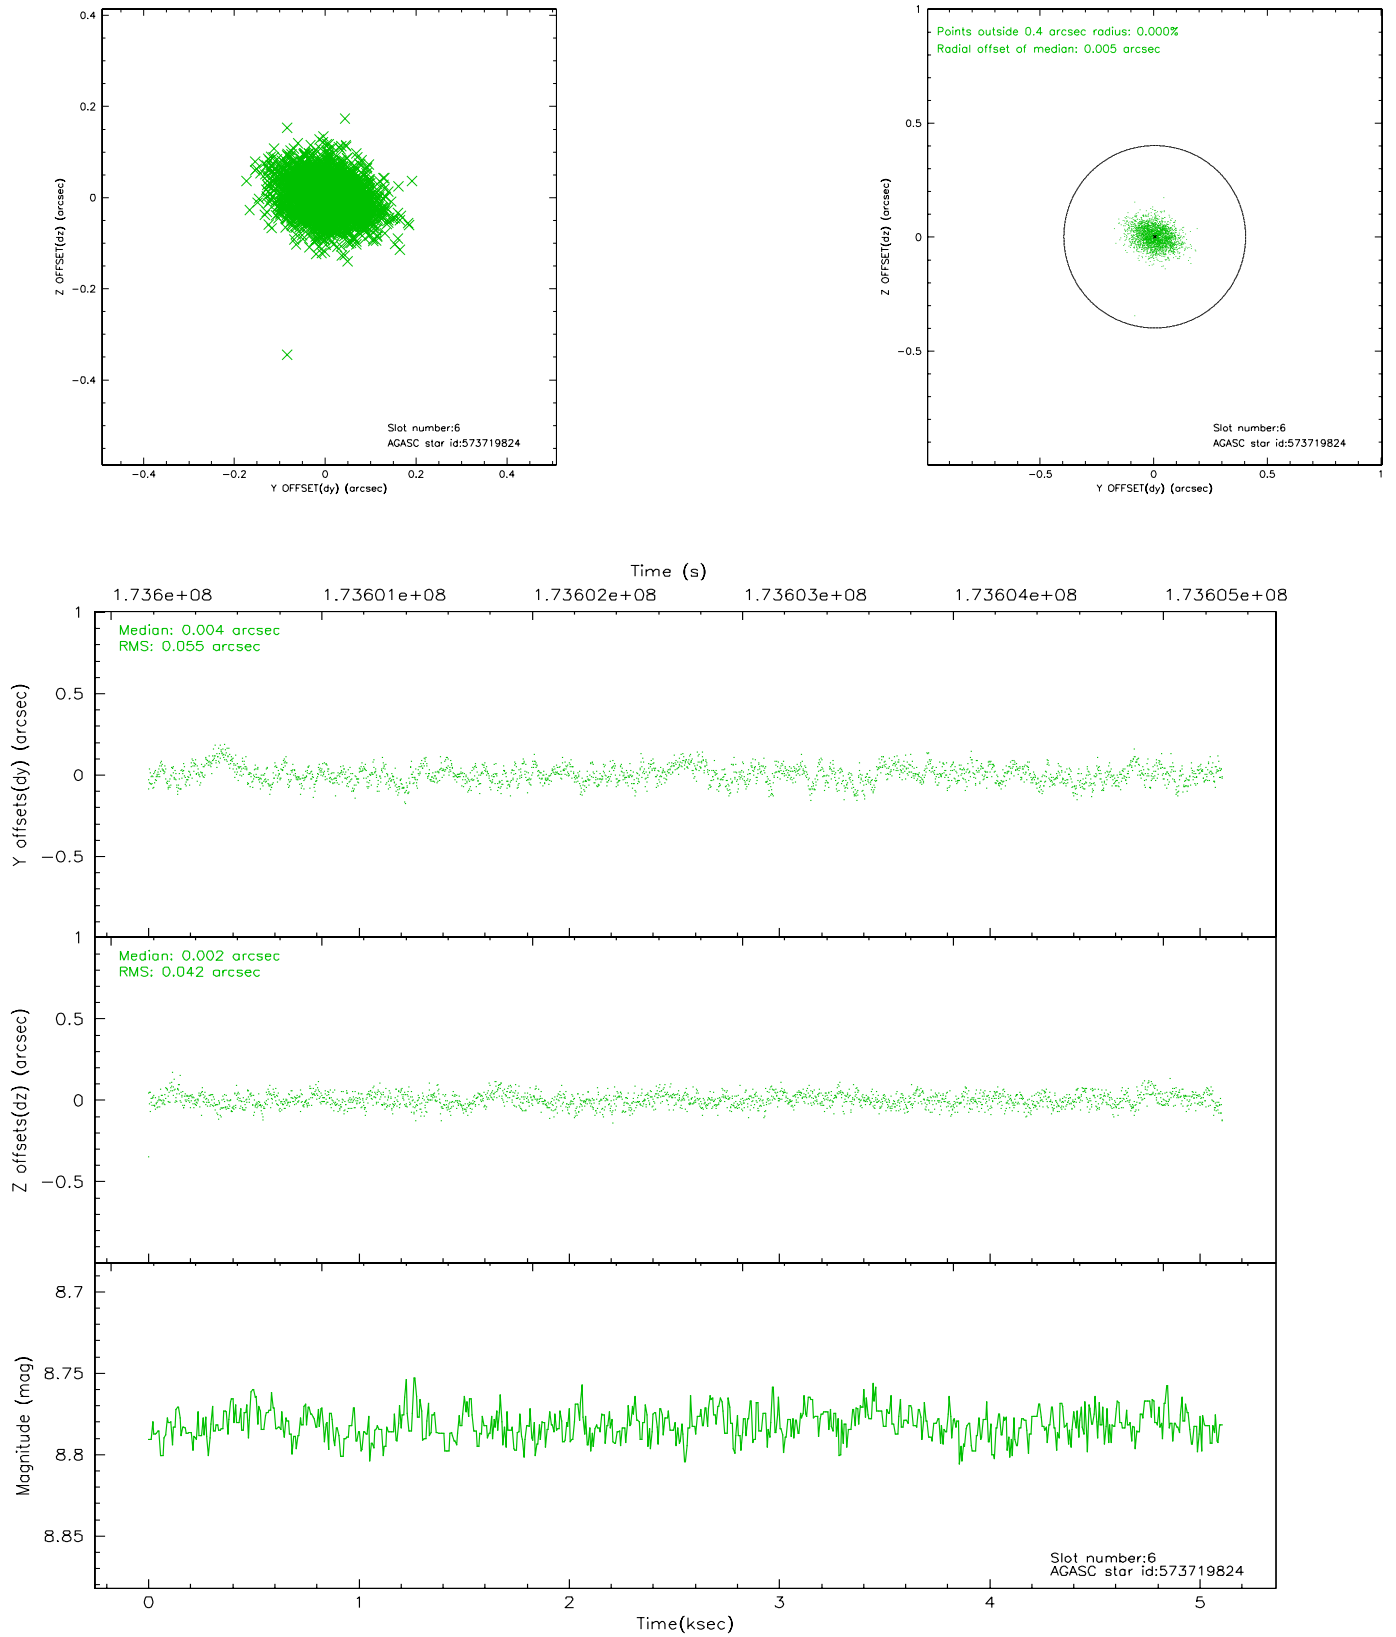 0.4
0.2
0
−0.2
−0.4
Z OFFSET(dz) (arcsec)
Slot number:6
AGASC star id:573719824
−0.4 −0.2 0 0.2 0.4
Y OFFSET(dy) (arcsec)
1
0.5
0
−0.5
Z OFFSET(dz) (arcsec)
Points outside 0.4 arcsec radius: 0.000%
Radial offset of median: 0.005 arcsec
Slot number:6
AGASC star id:573719824
−0.5 0 0.5 1
Y OFFSET(dy) (arcsec)
Time (s)
1.736e+08 1.73601e+08 1.73602e+08 1.73603e+08 1.73604e+08 1.73605e+08
1
0.5
0
−0.5
Y offsets(dy) (arcsec)
Median: 0.004 arcsec
RMS: 0.055 arcsec
1
0.5
0
−0.5
Z offsets(dz) (arcsec)
Median: 0.002 arcsec
RMS: 0.042 arcsec
8.7
8.75
8.8
8.85
Magnitude (mag)
Slot number:6
AGASC star id:573719824
0 1 2 3 4 5
Time(ksec)